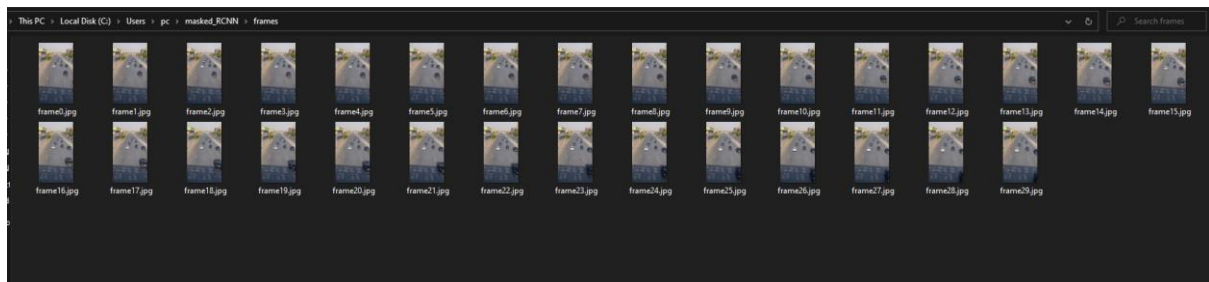 This PC > Local Disk (C:) > Users > pc > masked_RCNN > frames
Search frames
frame0.jpg frame1.jpg frame2.jpg frame3.jpg frame4.jpg frame5.jpg frame6.jpg frame7.jpg frame8.jpg frame9.jpg frame10.jpg frame11.jpg frame12.jpg frame13.jpg frame14.jpg frame15.jpg
frame16.jpg frame17.jpg frame18.jpg frame19.jpg frame20.jpg frame21.jpg frame22.jpg frame23.jpg frame24.jpg frame25.jpg frame26.jpg frame27.jpg frame28.jpg frame29.jpg